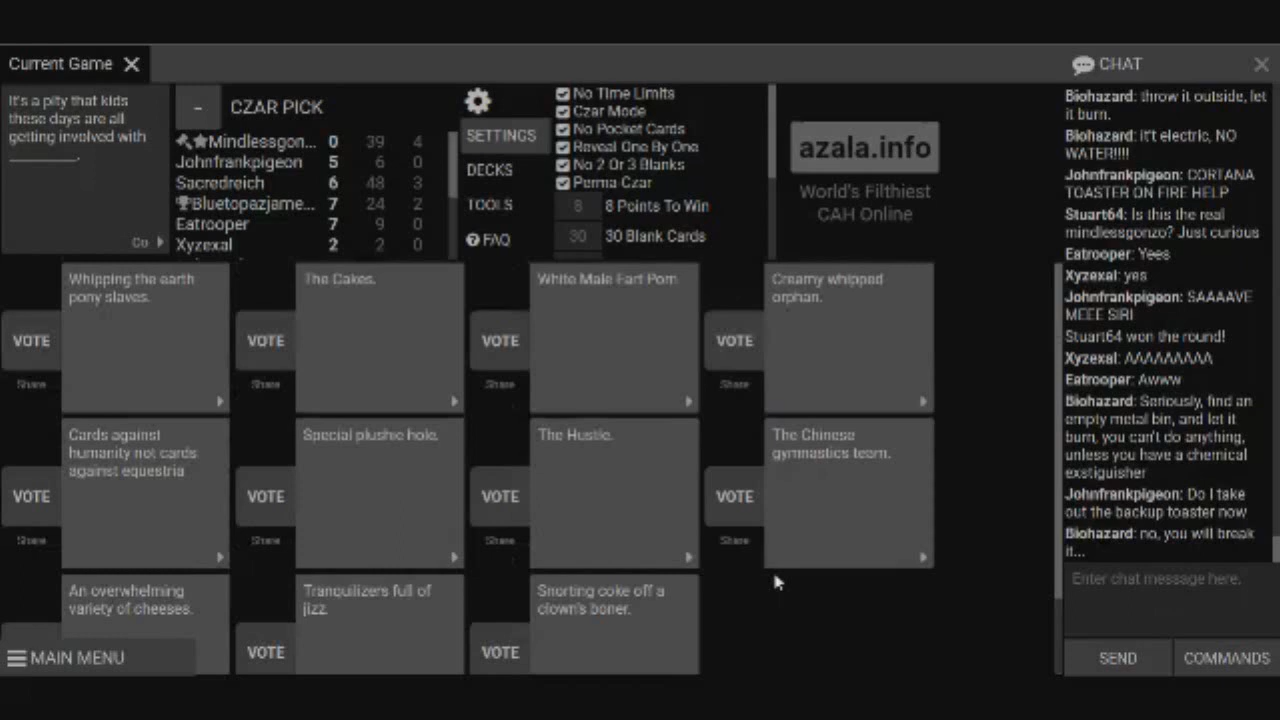 Current Game
CHAT
It's a pity that kids
these days are all
getting involved with
________.
Go
-
CZAR PICK
Mindlessgon... 0 39 4
Johnfrankpigeon 5 6 0
Sacredreich 6 48 3
Bluetopazjame... 7 24 2
Eatrooper 7 9 0
Xyzexal 2 2 0
SETTINGS
DECKS
TOOLS
FAQ
No Time Limits
Czar Mode
No Pocket Cards
Reveal One By One
No 2 Or 3 Blanks
Perma Czar
8 8 Points To Win
30 30 Blank Cards
azala.info
World's Filthiest
CAH Online
Whipping the earth
pony slaves.
VOTE
Share
The Cakes.
VOTE
Share
White Male Fart Porn
VOTE
Share
Creamy whipped
orphan.
VOTE
Share
Cards against
humanity not cards
against equestria
VOTE
Share
Special plushie hole.
VOTE
Share
The Hustle.
VOTE
Share
The Chinese
gymnastics team.
VOTE
Share
An overwhelming
variety of cheeses.
Tranquilizers full of
jizz.
VOTE
Snorting coke off a
clown's boner.
VOTE
MAIN MENU
Biohazard: throw it outside, let
it burn.
Biohazard: it't electric, NO
WATER!!!!
Johnfrankpigeon: CORTANA
TOASTER ON FIRE HELP
Stuart64: Is this the real
mindlessgonzo? Just curious
Eatrooper: Yees
Xyzexal: yes
Johnfrankpigeon: SAAAAVE
MEEE SIRI
Stuart64 won the round!
Xyzexal: AAAAAAAAA
Eatrooper: Awww
Biohazard: Seriously, find an
empty metal bin, and let it
burn, you can't do anything,
unless you have a chemical
exstiguisher
Johnfrankpigeon: Do I take
out the backup toaster now
Biohazard: no, you will break
it...
Enter chat message here.
SEND
COMMANDS